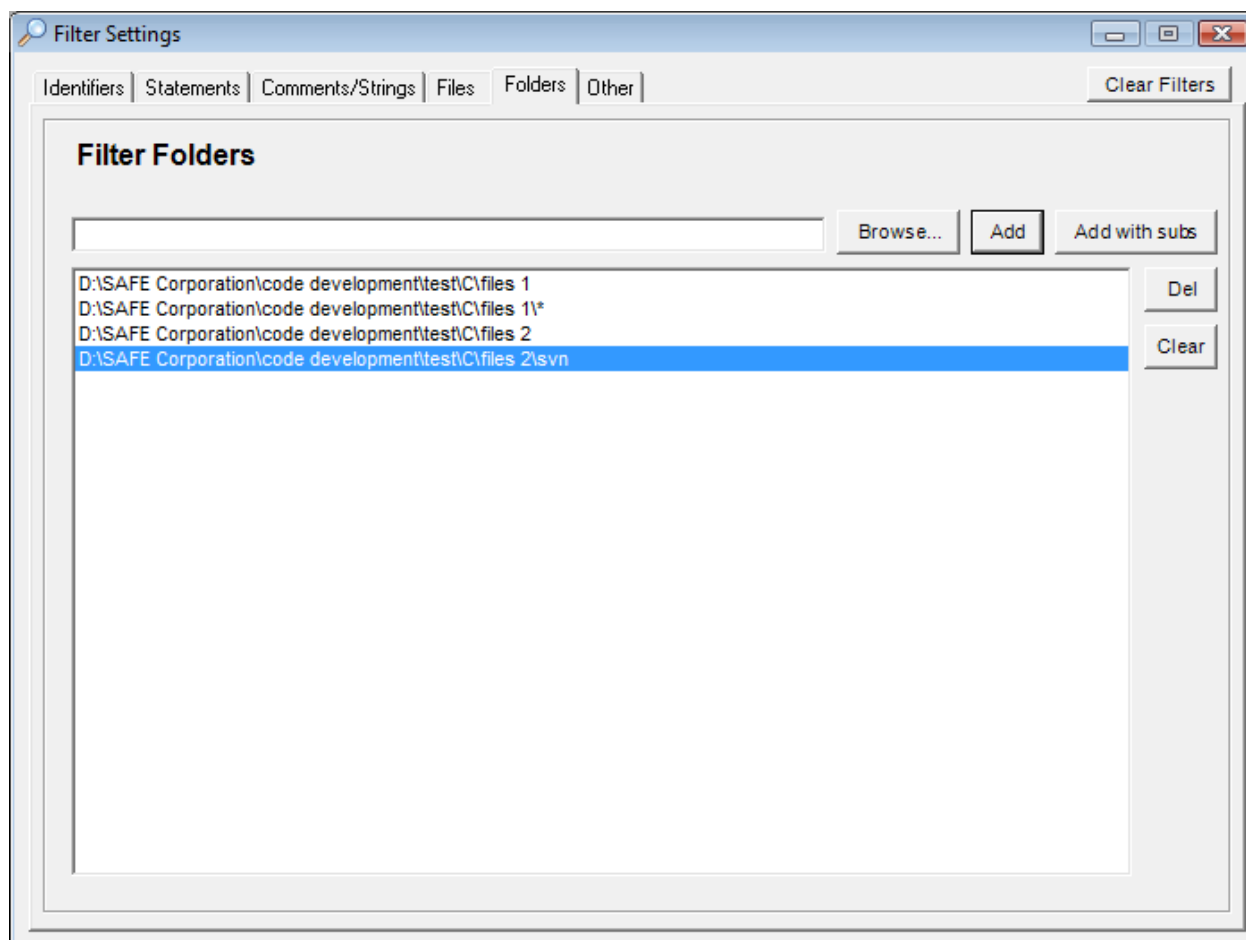 Filter Settings
Identifiers Statements Comments/Strings Files Folders Other Clear Filters
Filter Folders
Browse... Add Add with subs
D:\SAFE Corporation\code development\test\C\files 1
D:\SAFE Corporation\code development\test\C\files 1\*
D:\SAFE Corporation\code development\test\C\files 2
D:\SAFE Corporation\code development\test\C\files 2\svn
Del
Clear